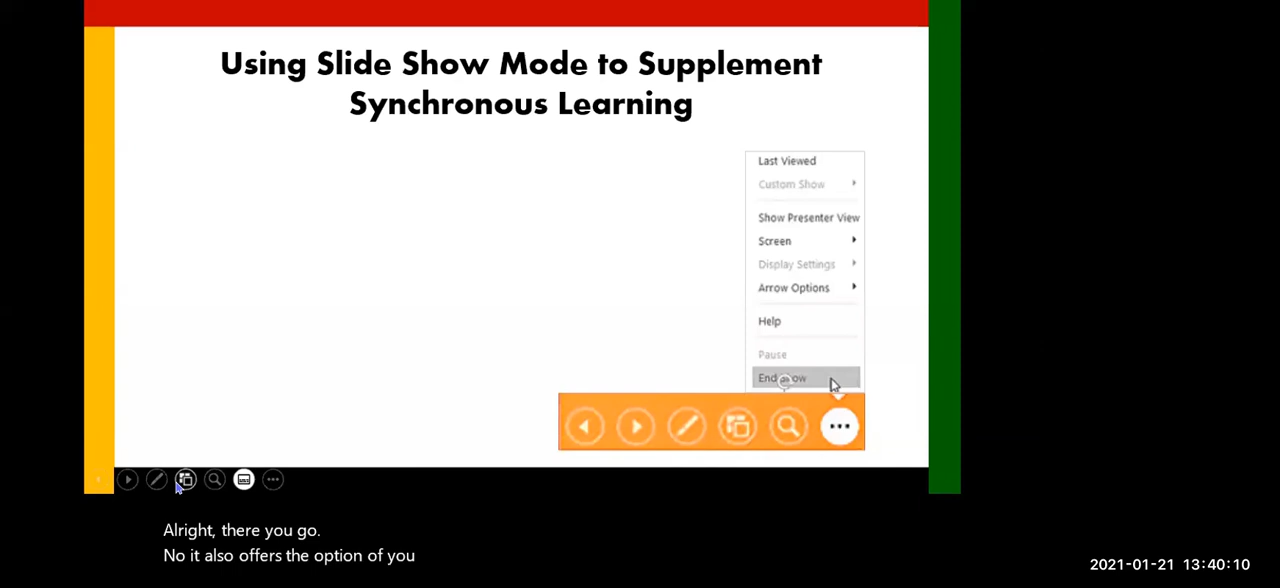 Using Slide Show Mode to Supplement
Synchronous Learning
Last Viewed
Custom Show
Show Presenter View
Screen
Display Settings
Arrow Options
Help
Pause
End Show
Alright, there you go.
No it also offers the option of you
2021-01-21 13:40:10